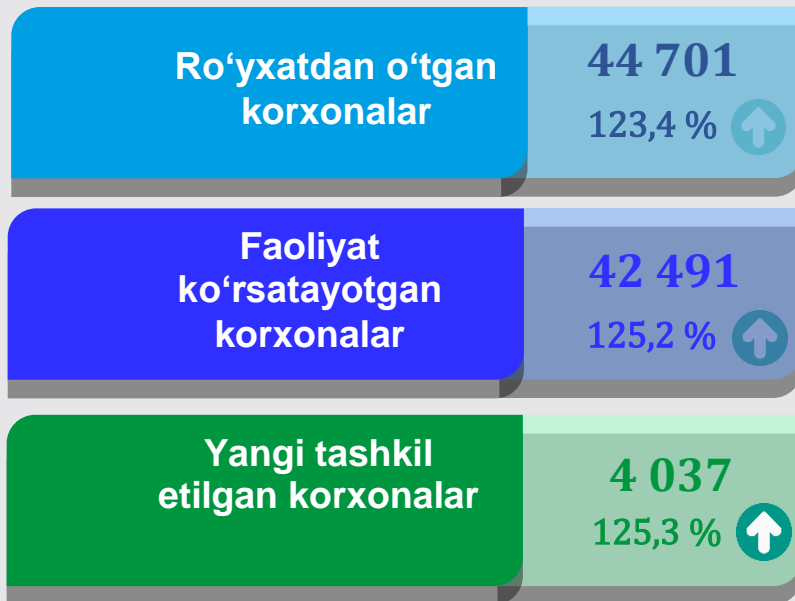 Ro‘yxatdan o‘tgan
korxonalar
44 701
123,4 %
Faoliyat
ko‘rsatayotgan
korxonalar
42 491
125,2 %
Yangi tashkil
etilgan korxonalar
4 037
125,3 %